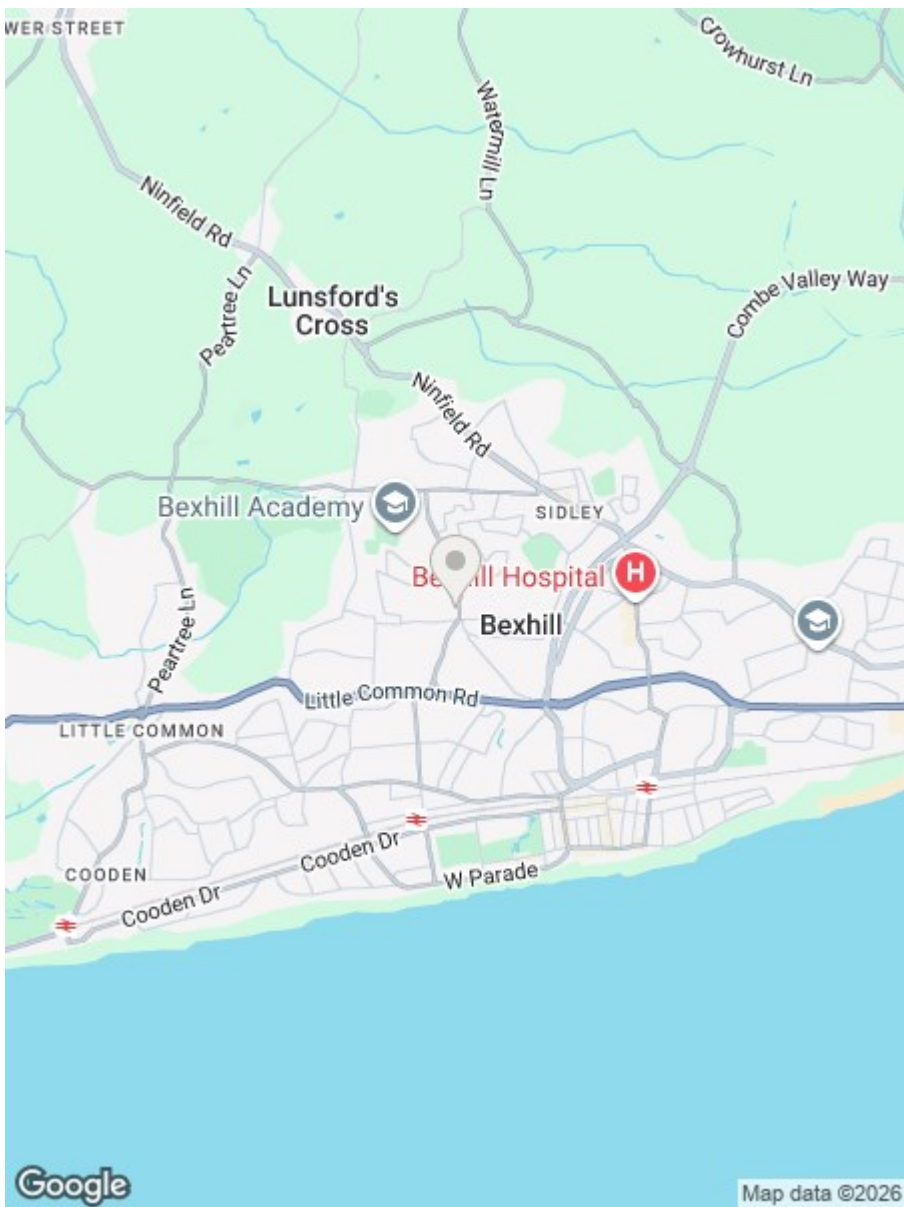 WER STREET
Crowhurst Ln
Watermill Ln
Ninfield Rd
Combe Valley Way
Lunsford's
Cross
Peartree Ln
Ninfield Rd
Bexhill Academy
SIDLEY
Bexhill Hospital
H
Bexhill
Peartree Ln
Little Common Rd
LITTLE COMMON
Cooden Dr
COODEN
W Parade
Cooden Dr
Google
Map data ©2026